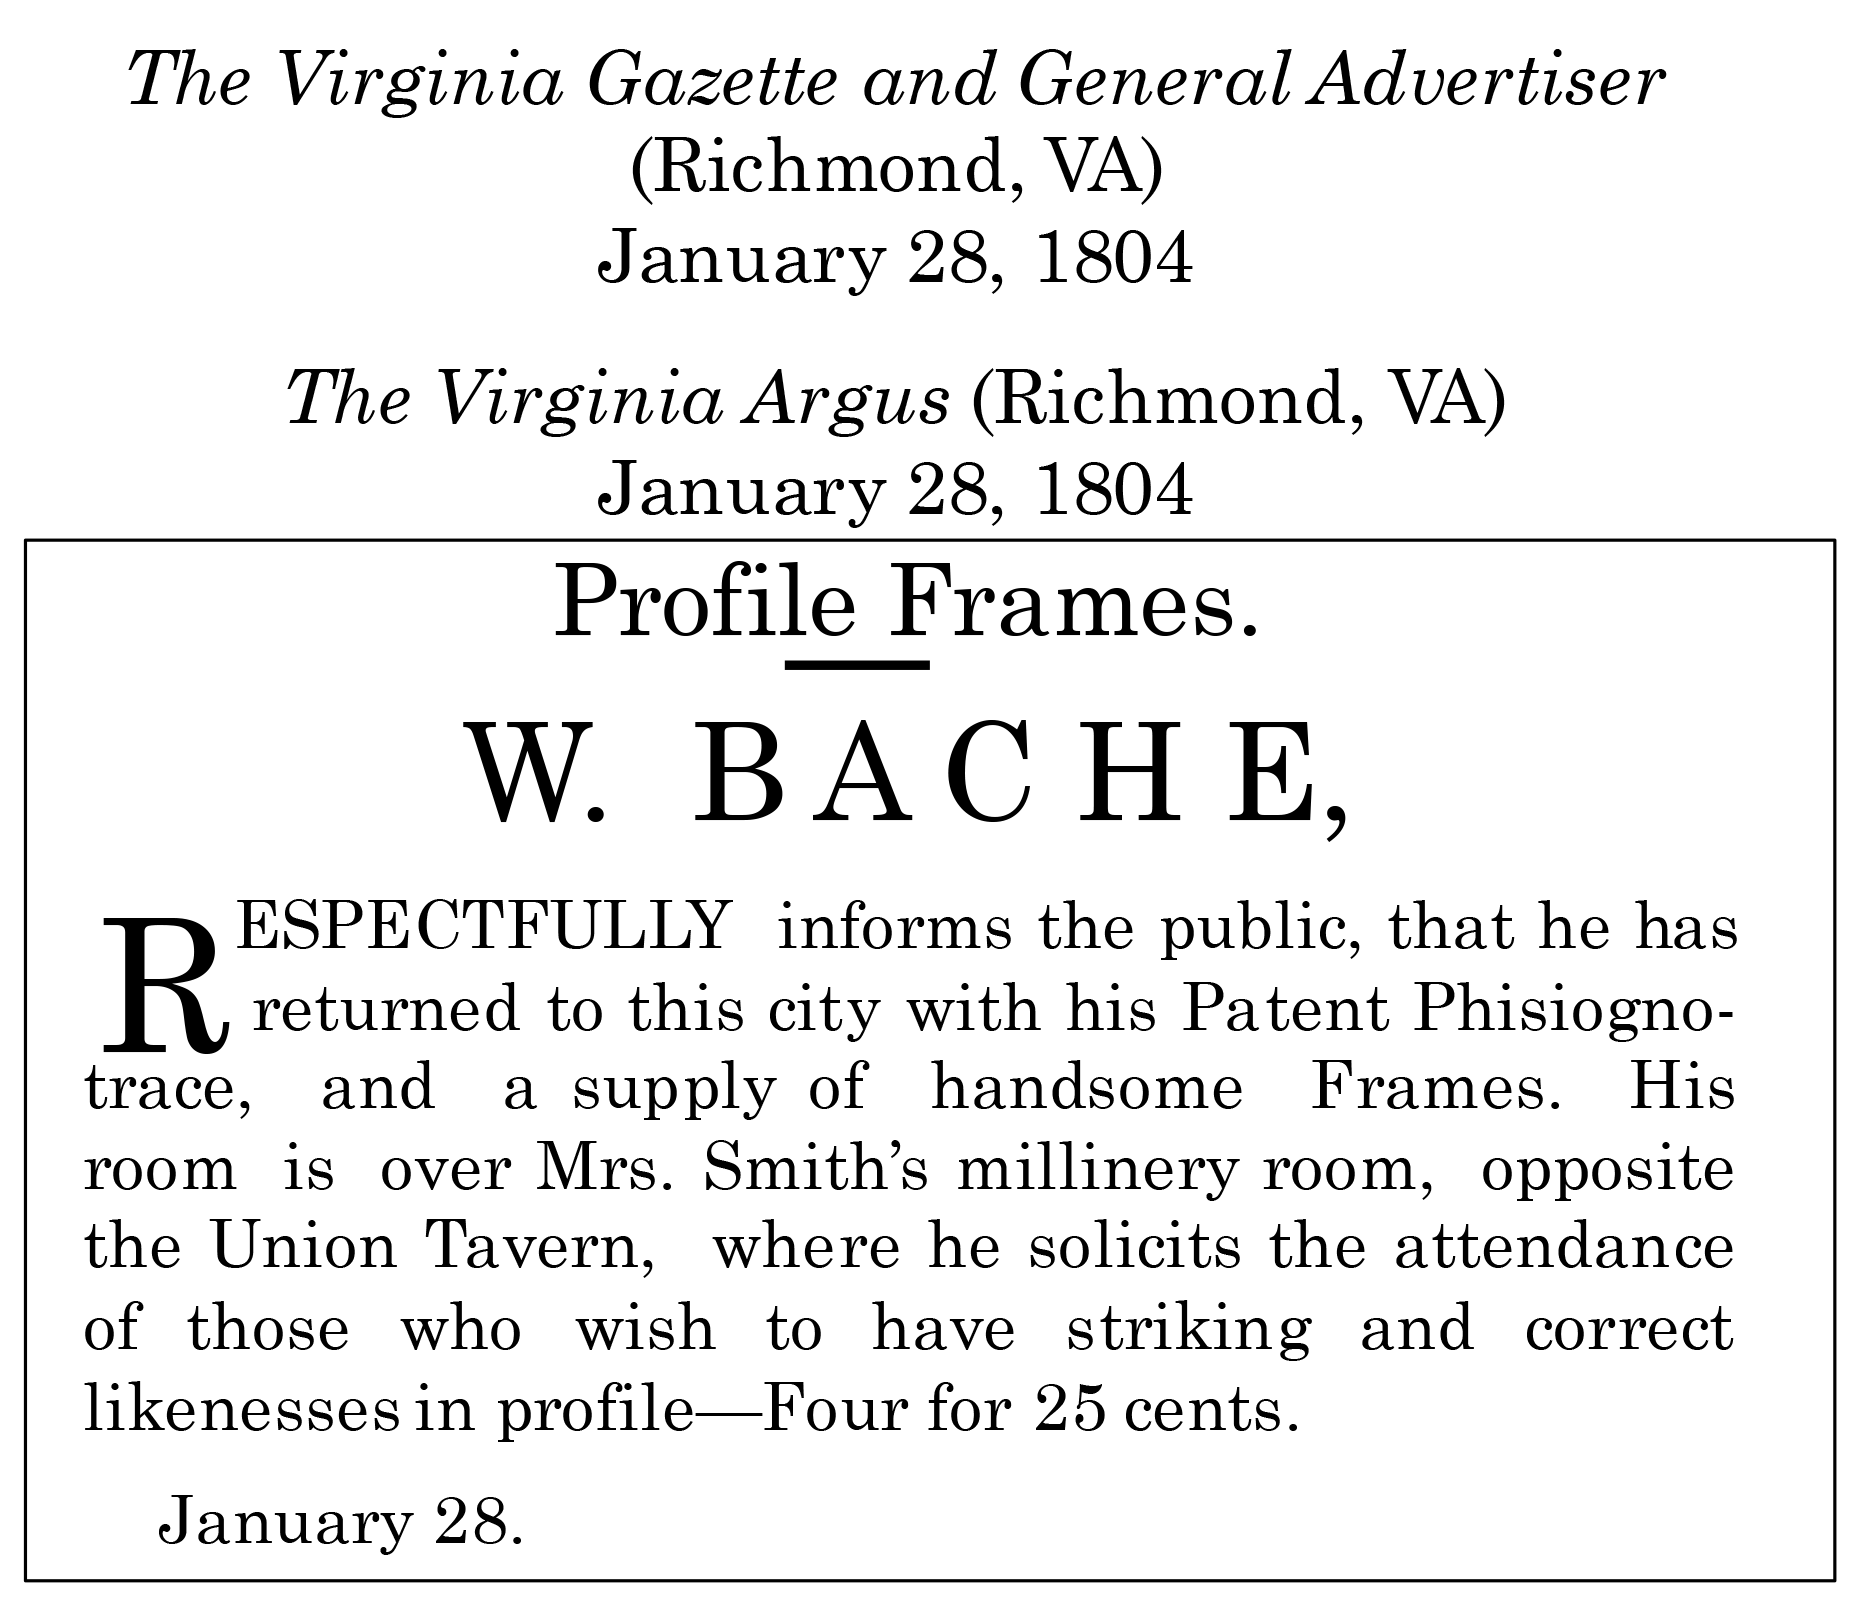 The Virginia Gazette and General Advertiser
(Richmond, VA)
January 28, 1804
The Virginia Argus (Richmond, VA)
January 28, 1804
Profile Frames.
W. BACHE,
RESPECTFULLY informs the public, that he has
returned to this city with his Patent Phisiogno-
trace, and a supply of handsome Frames. His
room is over Mrs. Smith’s millinery room, opposite
the Union Tavern, where he solicits the attendance
of those who wish to have striking and correct
likenesses in profile—Four for 25 cents.
January 28.